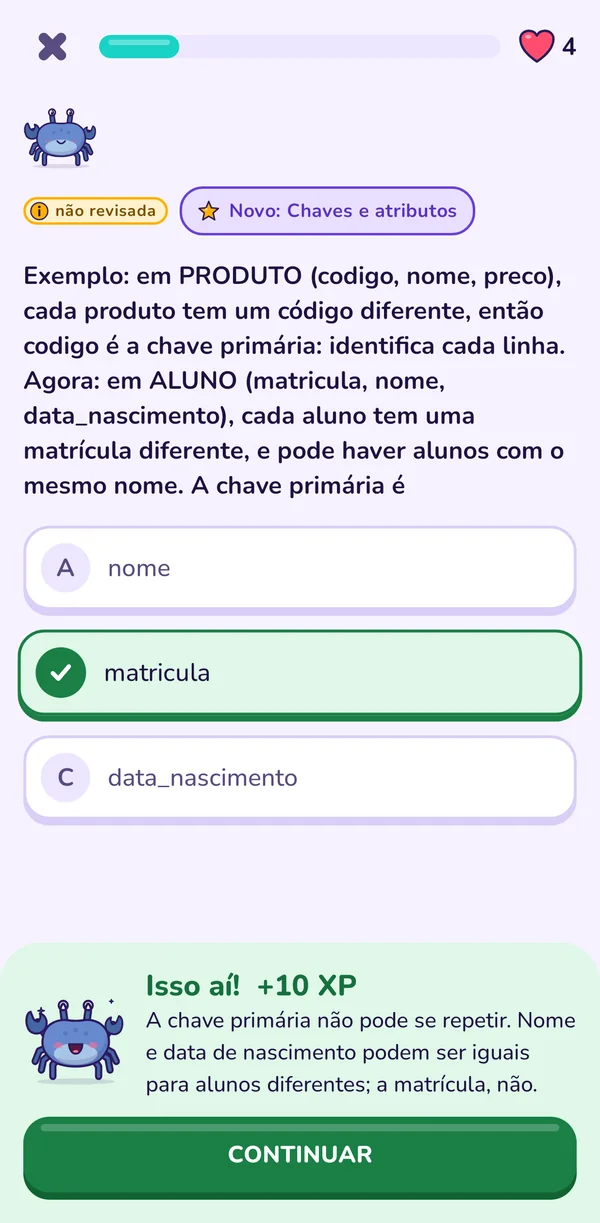 4
não revisada
Novo: Chaves e atributos
Exemplo: em PRODUTO (codigo, nome, preco),
cada produto tem um código diferente, então
codigo é a chave primária: identifica cada linha.
Agora: em ALUNO (matricula, nome,
data_nascimento), cada aluno tem uma
matrícula diferente, e pode haver alunos com o
mesmo nome. A chave primária é
A nome
matricula
C data_nascimento
Isso aí! +10 XP
A chave primária não pode se repetir. Nome
e data de nascimento podem ser iguais
para alunos diferentes; a matrícula, não.
CONTINUAR